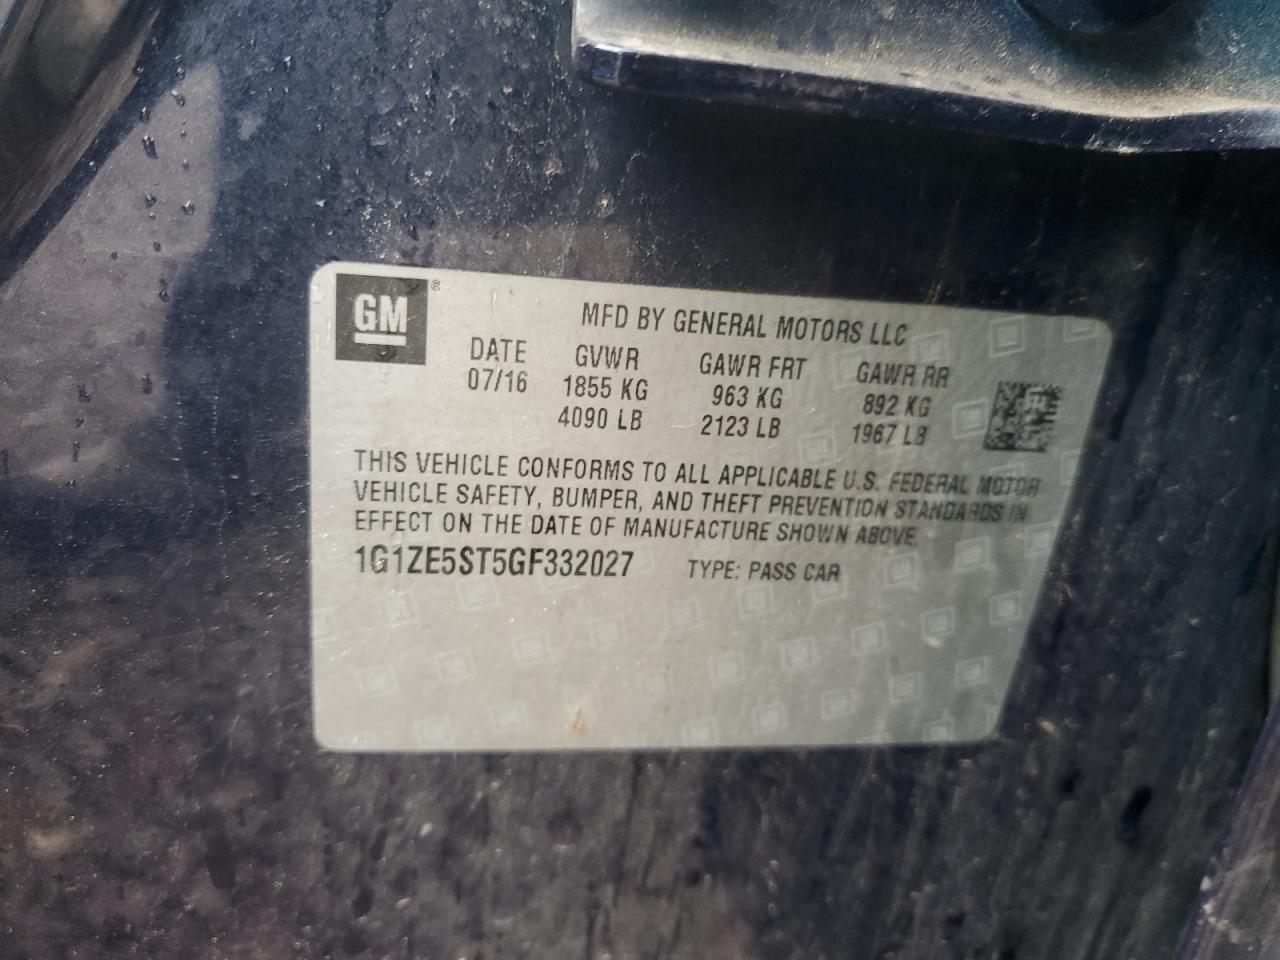 GM®
MFD BY GENERAL MOTORS LLC
DATE GVWR GAWR FRT GAWR RR
07/16 1855 KG 963 KG 892 KG
4090 LB 2123 LB 1967 LB
THIS VEHICLE CONFORMS TO ALL APPLICABLE U.S. FEDERAL MOTOR
VEHICLE SAFETY, BUMPER, AND THEFT PREVENTION STANDARDS IN
EFFECT ON THE DATE OF MANUFACTURE SHOWN ABOVE.
1G1ZE5ST5GF332027 TYPE: PASS CAR